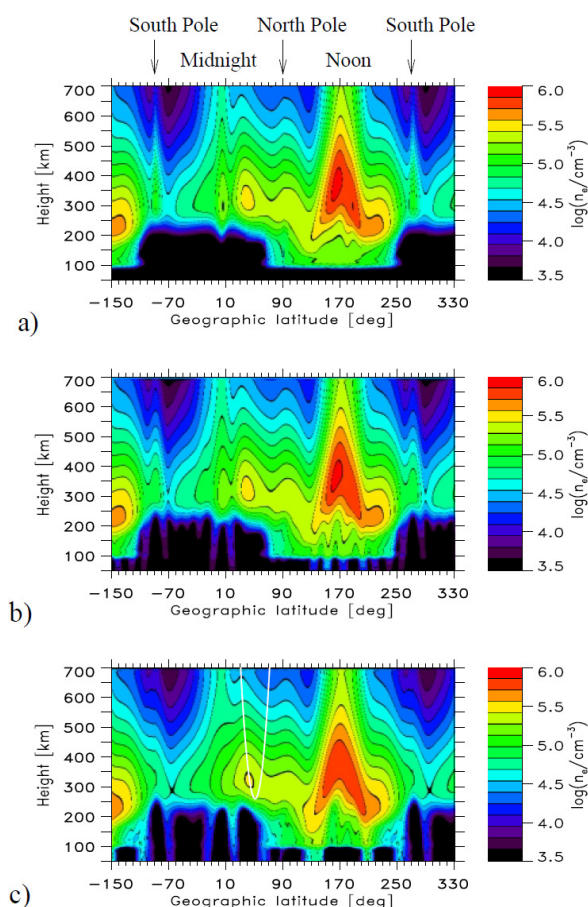 South Pole North Pole South Pole
Midnight Noon
700
600
500
400
300
200
100
Height [km]
−150 −70 10 90 170 250 330
Geographic latitude [deg]
6.0
5.5
5.0
4.5
4.0
3.5
log(nₑ/cm⁻³)
a)
700
600
500
400
300
200
100
Height [km]
−150 −70 10 90 170 250 330
Geographic latitude [deg]
6.0
5.5
5.0
4.5
4.0
3.5
log(nₑ/cm⁻³)
b)
700
600
500
400
300
200
100
Height [km]
−150 −70 10 90 170 250 330
Geographic latitude [deg]
6.0
5.5
5.0
4.5
4.0
3.5
log(nₑ/cm⁻³)
c)